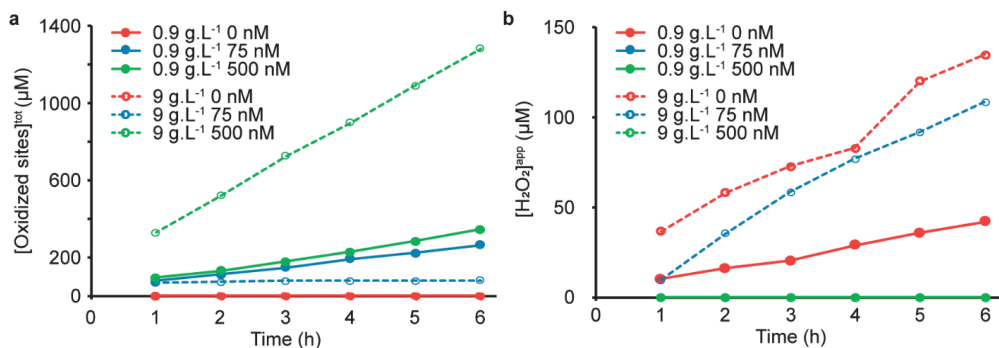 a
[Oxidized sites]ᵗᵒᵗ (µM)
1400
1000
600
200
0
0.9 g.L⁻¹ 0 nM
0.9 g.L⁻¹ 75 nM
0.9 g.L⁻¹ 500 nM
9 g.L⁻¹ 0 nM
9 g.L⁻¹ 75 nM
9 g.L⁻¹ 500 nM
0 1 2 3 4 5 6
Time (h)
b
[H₂O₂]ᵃᵖᵖ (µM)
150
100
50
0
0.9 g.L⁻¹ 0 nM
0.9 g.L⁻¹ 75 nM
0.9 g.L⁻¹ 500 nM
9 g.L⁻¹ 0 nM
9 g.L⁻¹ 75 nM
9 g.L⁻¹ 500 nM
0 1 2 3 4 5 6
Time (h)